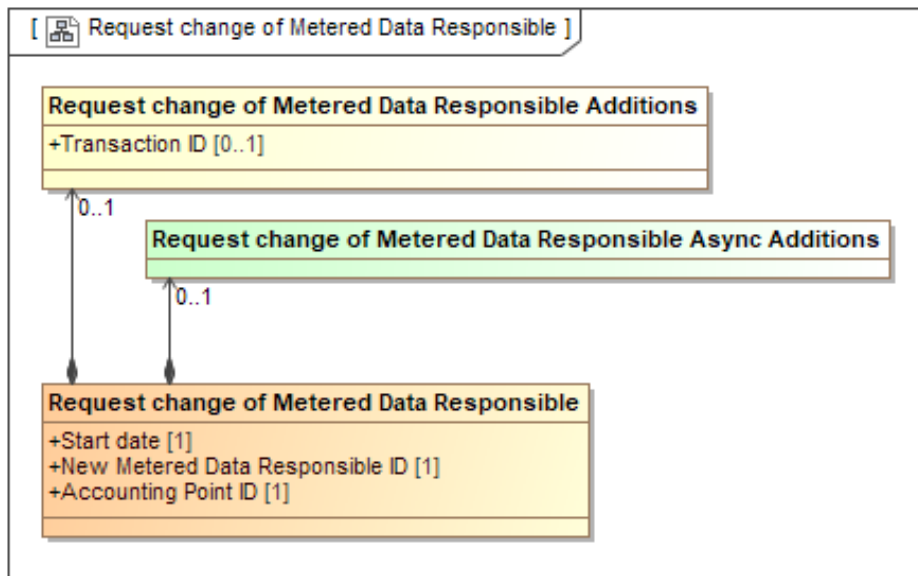 [ Request change of Metered Data Responsible ]
Request change of Metered Data Responsible Additions
+Transaction ID [0..1]
0..1
Request change of Metered Data Responsible Async Additions
0..1
Request change of Metered Data Responsible
+Start date [1]
+New Metered Data Responsible ID [1]
+Accounting Point ID [1]